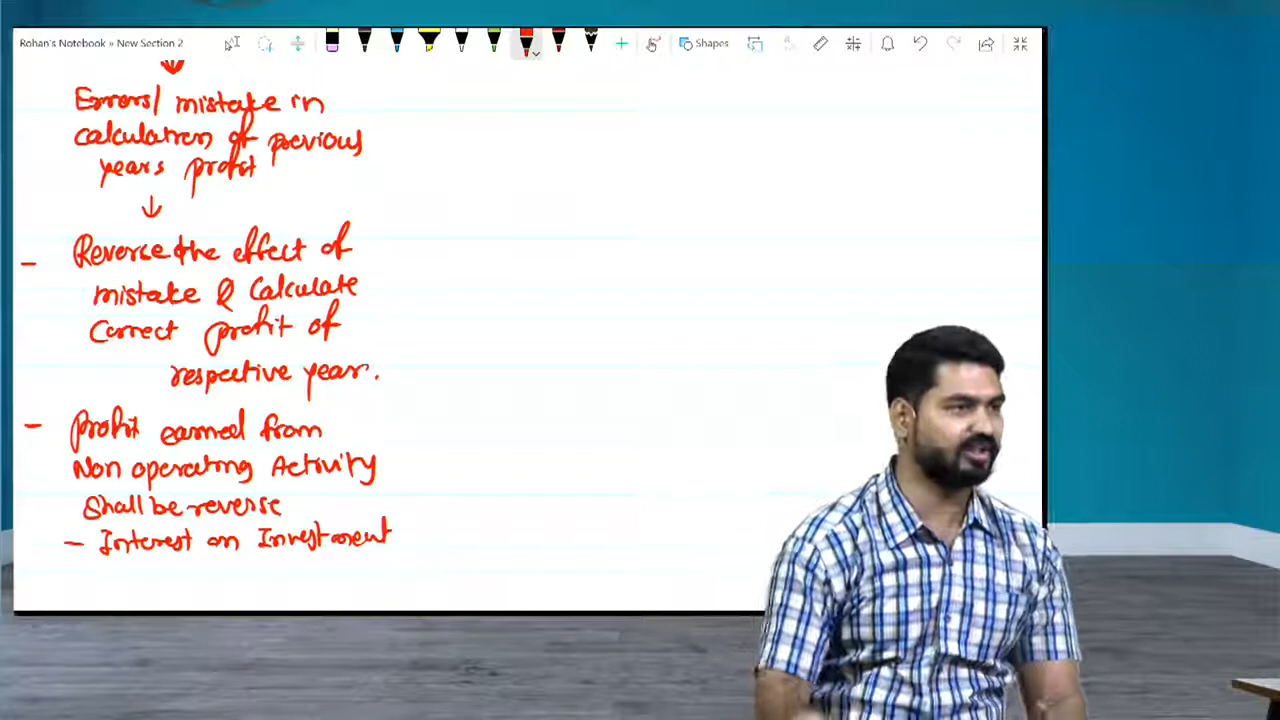 Rohan's Notebook » New Section 2
Shapes
Errors/ mistake in
calculation of previous
years profit
- Reverse the effect of
mistake & Calculate
Correct profit of
respective year.
- Profit earned from
Non operating Activity
Shall be reverse
- Interest on Investment